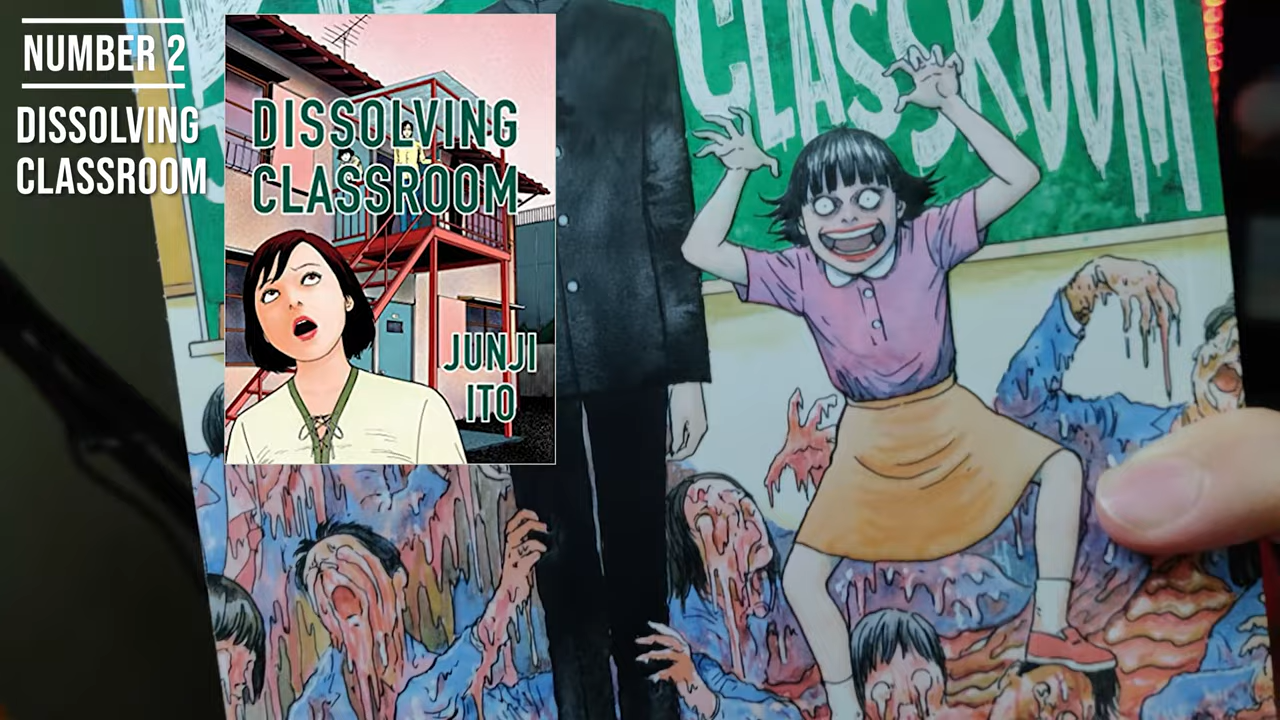 NUMBER 2
DISSOLVING
CLASSROOM
DISSOLVING
CLASSROOM
JUNJI
ITO
CLASSROOM